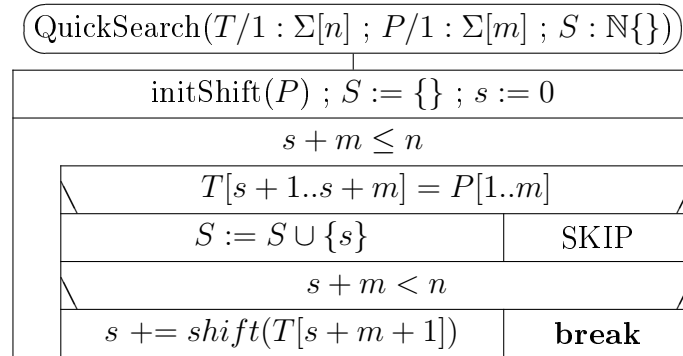 QuickSearch(T/1 : Σ[n] ; P/1 : Σ[m] ; S : ℕ{})
initShift(P) ; S := {} ; s := 0
s + m ≤ n
T[s + 1..s + m] = P[1..m]
S := S ∪ {s} SKIP
s + m < n
s += shift(T[s + m + 1]) break